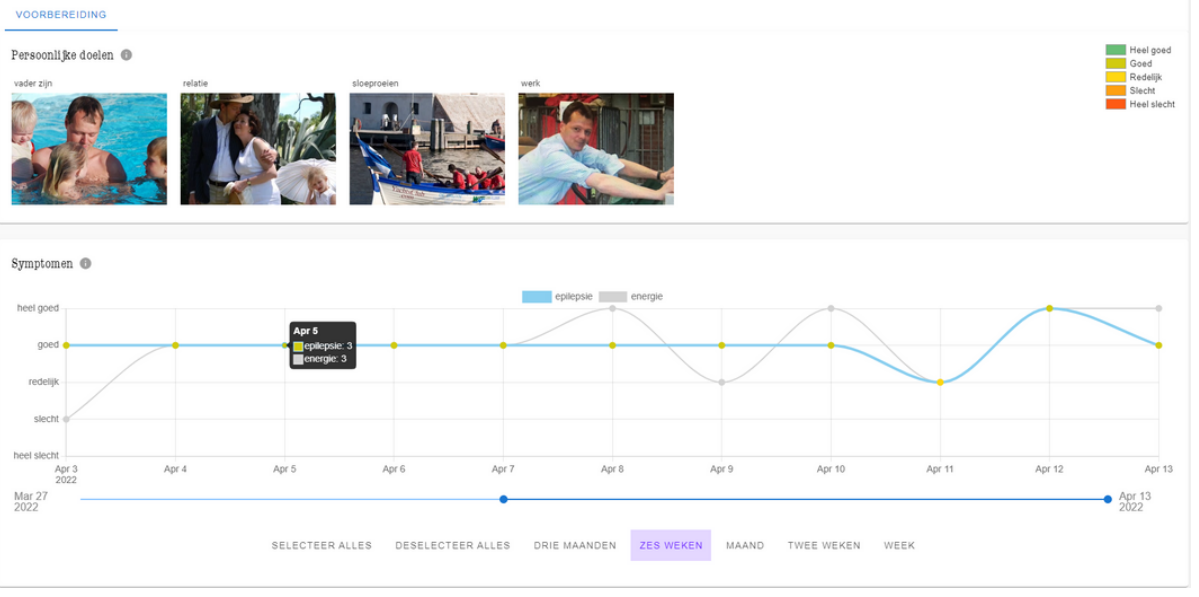 VOORBEREIDING
Persoonlijke doelen
vader zijn
relatie
sloeproeien
werk
Heel goed
Goed
Redelijk
Slecht
Heel slecht
Symptomen
epilepsie
energie
heel goed
goed
redelijk
slecht
heel slecht
Apr 5
epilepsie: 3
energie: 3
Apr 3
2022
Apr 4
Apr 5
Apr 6
Apr 7
Apr 8
Apr 9
Apr 10
Apr 11
Apr 12
Apr 13
Mar 27
2022
Apr 13
2022
SELECTEER ALLES
DESELECTEER ALLES
DRIE MAANDEN
ZES WEKEN
MAAND
TWEE WEKEN
WEEK